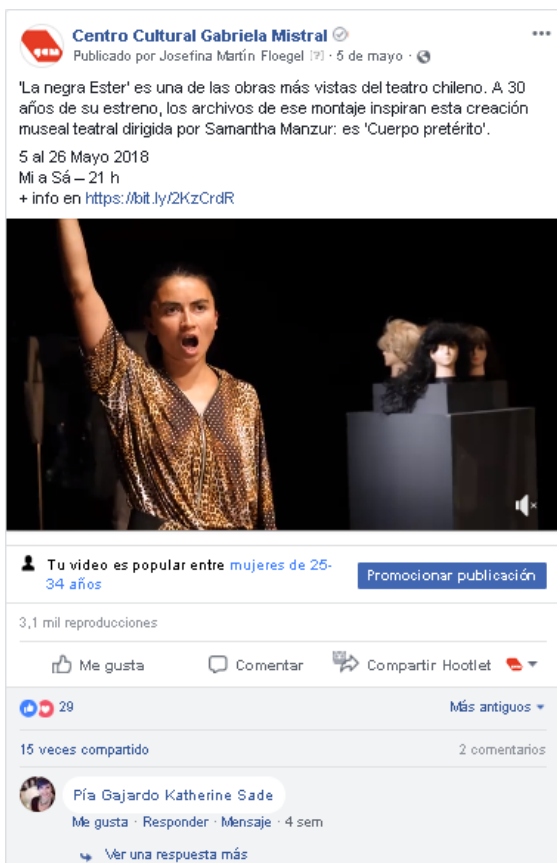 Centro Cultural Gabriela Mistral
Publicado por Josefina Martín Floegel [?] · 5 de mayo ·
'La negra Ester' es una de las obras más vistas del teatro chileno. A 30
años de su estreno, los archivos de ese montaje inspiran esta creación
museal teatral dirigida por Samantha Manzur: es 'Cuerpo pretérito'.
5 al 26 Mayo 2018
Mi a Sá – 21 h
+ info en https://bit.ly/2KzCrdR
Tu video es popular entre mujeres de 25-
34 años
Promocionar publicación
3,1 mil reproducciones
Me gusta Comentar Compartir Hootlet
29 Más antiguos
15 veces compartido 2 comentarios
Pía Gajardo Katherine Sade
Me gusta · Responder · Mensaje · 4 sem
Ver una respuesta más